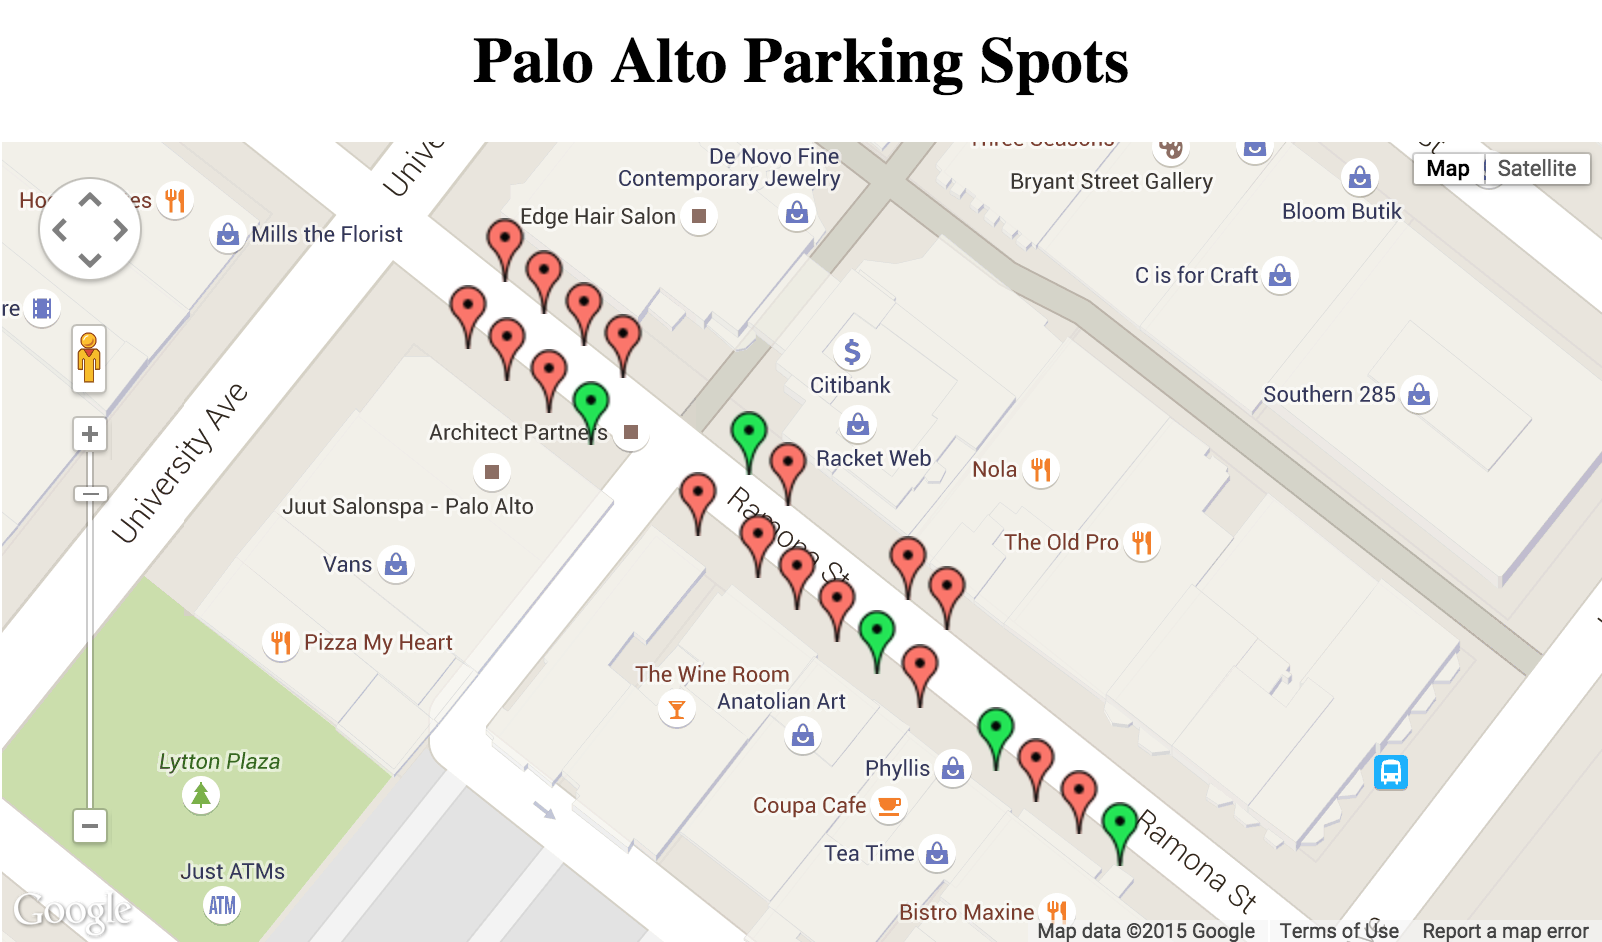 Palo Alto Parking Spots
De Novo Fine
Contemporary Jewelry
Bryant Street Gallery
Map
Satellite
Bloom Butik
Edge Hair Salon
Mills the Florist
C is for Craft
Citibank
Southern 285
University Ave
Architect Partners
Racket Web
Nola
Juut Salonspa - Palo Alto
Ramona St
The Old Pro
Vans
Pizza My Heart
The Wine Room
Anatolian Art
Lytton Plaza
Phyllis
Coupa Cafe
Ramona St
Tea Time
Just ATMs
ATM
Bistro Maxine
Google
Map data ©2015 Google
Terms of Use
Report a map error